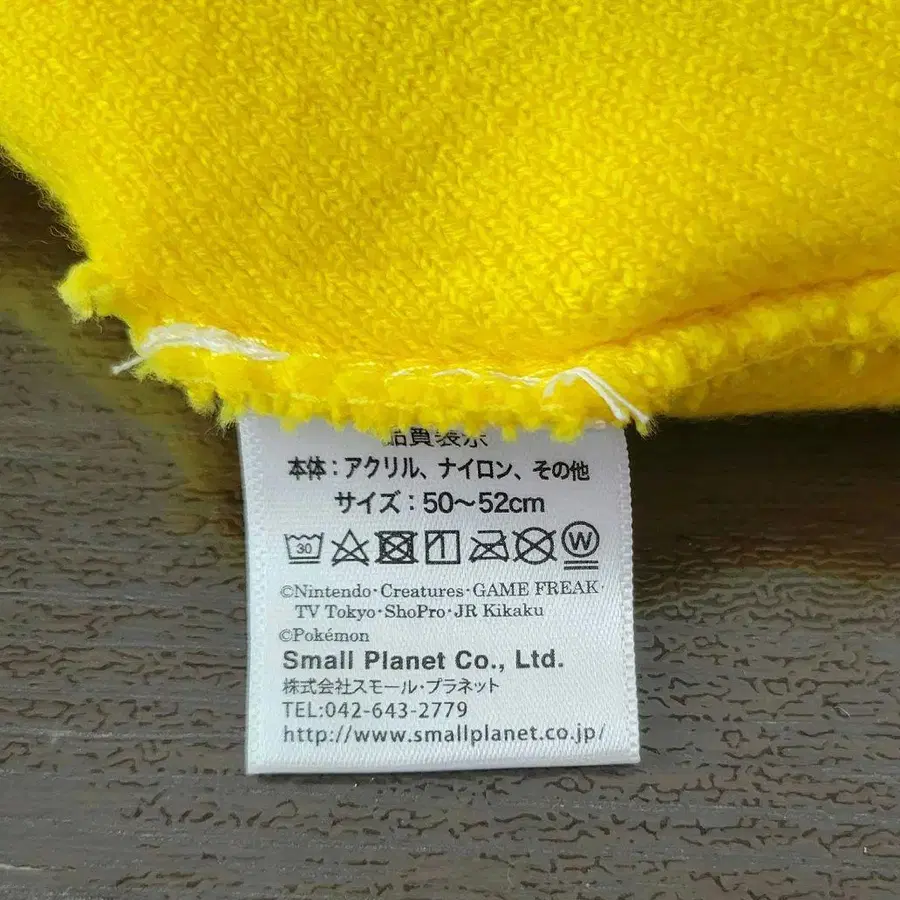 品質表示
本体：アクリル、ナイロン、その他
サイズ：50～52cm
30 W
©Nintendo・Creatures・GAME FREAK・
TV Tokyo・ShoPro・JR Kikaku
©Pokémon
Small Planet Co., Ltd.
株式会社スモール・プラネット
TEL:042-643-2779
http://www.smallplanet.co.jp/